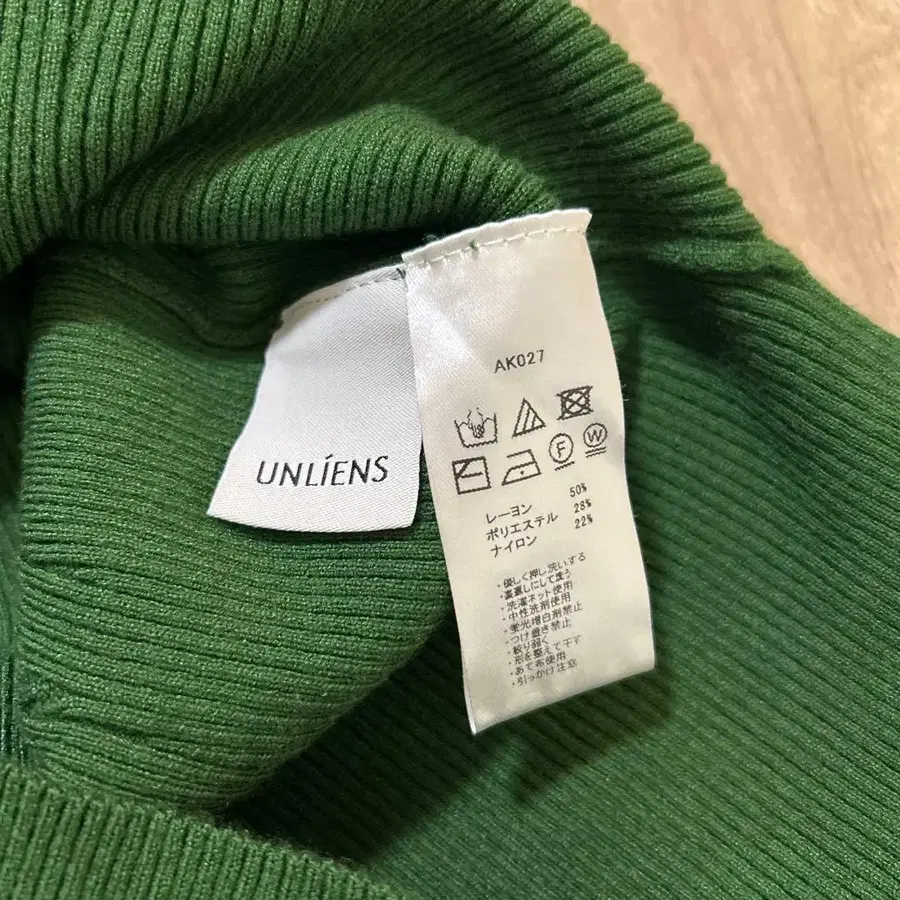 UNLÍENS
AK027
F W
レーヨン 50%
ポリエステル 28%
ナイロン 22%
・優しく押し洗いする
・裏返しにして洗う
・洗濯ネット使用
・中性洗剤使用
・蛍光増白剤禁止
・つけ置き禁止
・絞り弱く
・形を整えて干す
・あて布使用
・引っかけ注意